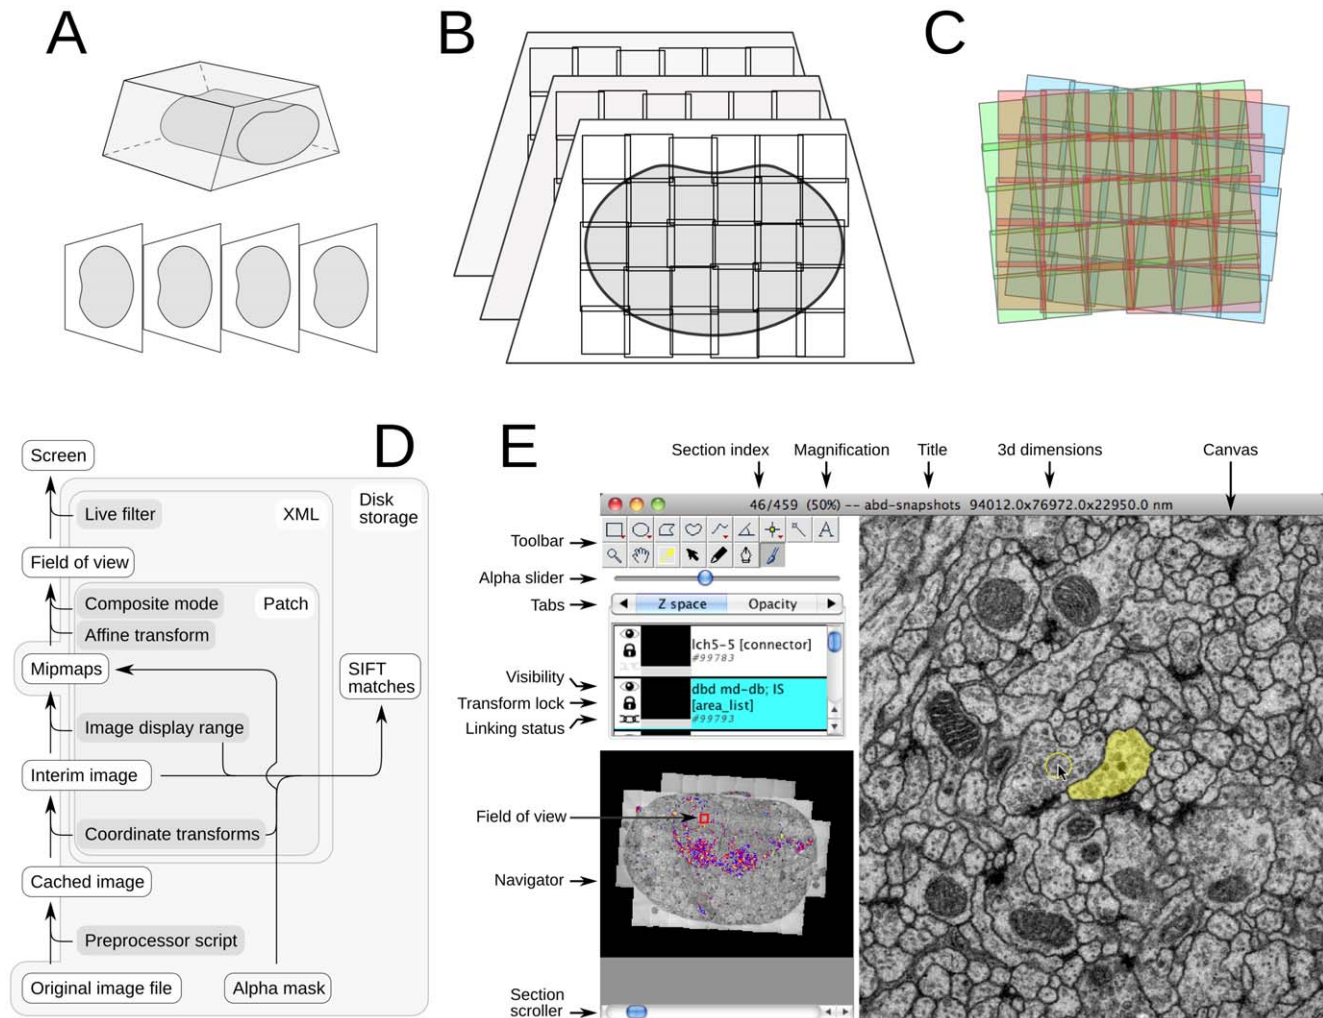 A
B
C
D
Screen
Live filter
XML
Disk
storage
Field of view
Composite mode
Patch
Affine transform
Mipmaps
SIFT
matches
Image display range
Interim image
Coordinate transforms
Cached image
Preprocessor script
Original image file
Alpha mask
E
Section index
Magnification
Title
3d dimensions
Canvas
46/459 (50%) -- abd-snapshots 94012.0x76972.0x22950.0 nm
Toolbar
A
Alpha slider
Tabs
Z space
Opacity
lch5-5 [connector]
#99783
Visibility
dbd md-db; IS
Transform lock
[area_list]
Linking status
#99793
Field of view
Navigator
Section
scroller